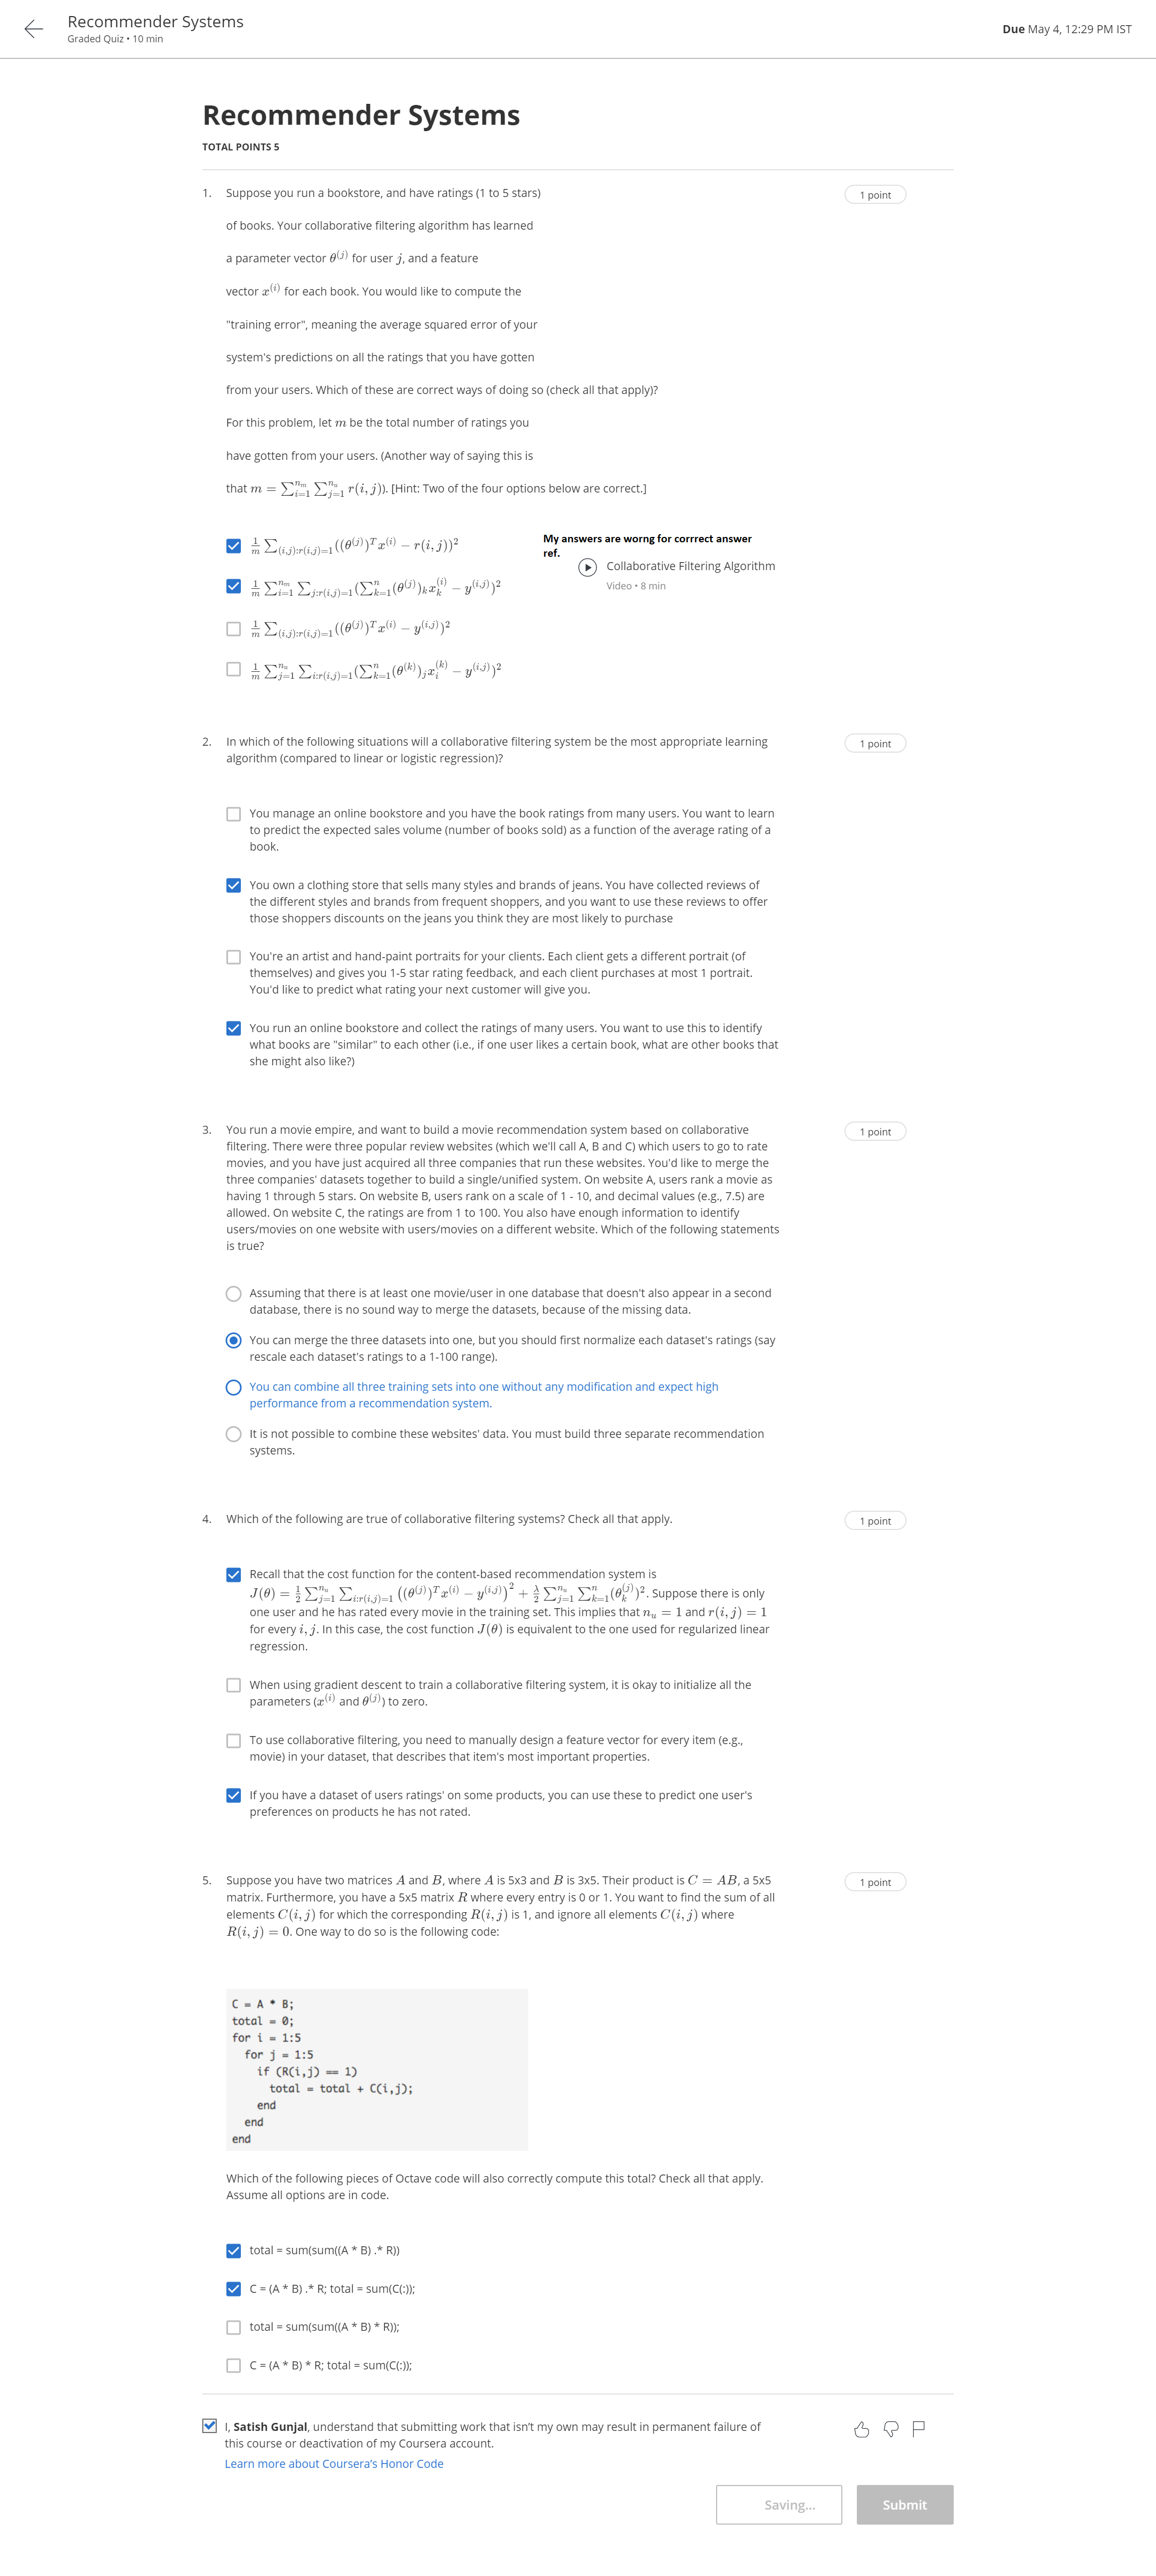 Recommender Systems
Graded Quiz • 10 min
Due May 4, 12:29 PM IST
Recommender Systems
TOTAL POINTS 5
1. Suppose you run a bookstore, and have ratings (1 to 5 stars)
1 point
of books. Your collaborative filtering algorithm has learned
a parameter vector θ^{(j)} for user j, and a feature
vector x^{(i)} for each book. You would like to compute the
"training error", meaning the average squared error of your
system's predictions on all the ratings that you have gotten
from your users. Which of these are correct ways of doing so (check all that apply)?
For this problem, let m be the total number of ratings you
have gotten from your users. (Another way of saying this is
that m = ∑_{i=1}^{n_m} ∑_{j=1}^{n_u} r(i, j)). [Hint: Two of the four options below are correct.]
1/m ∑_{(i,j):r(i,j)=1} ((θ^{(j)})^T x^{(i)} − r(i, j))^2
My answers are worng for corrrect answer
ref.
Collaborative Filtering Algorithm
Video • 8 min
1/m ∑_{i=1}^{n_m} ∑_{j:r(i,j)=1} (∑_{k=1}^{n} (θ^{(j)})_k x_k^{(i)} − y^{(i,j)})^2
1/m ∑_{(i,j):r(i,j)=1} ((θ^{(j)})^T x^{(i)} − y^{(i,j)})^2
1/m ∑_{j=1}^{n_u} ∑_{i:r(i,j)=1} (∑_{k=1}^{n} (θ^{(k)})_j x_i^{(k)} − y^{(i,j)})^2
2. In which of the following situations will a collaborative filtering system be the most appropriate learning
1 point
algorithm (compared to linear or logistic regression)?
You manage an online bookstore and you have the book ratings from many users. You want to learn
to predict the expected sales volume (number of books sold) as a function of the average rating of a
book.
You own a clothing store that sells many styles and brands of jeans. You have collected reviews of
the different styles and brands from frequent shoppers, and you want to use these reviews to offer
those shoppers discounts on the jeans you think they are most likely to purchase
You're an artist and hand-paint portraits for your clients. Each client gets a different portrait (of
themselves) and gives you 1-5 star rating feedback, and each client purchases at most 1 portrait.
You'd like to predict what rating your next customer will give you.
You run an online bookstore and collect the ratings of many users. You want to use this to identify
what books are "similar" to each other (i.e., if one user likes a certain book, what are other books that
she might also like?)
3. You run a movie empire, and want to build a movie recommendation system based on collaborative
1 point
filtering. There were three popular review websites (which we'll call A, B and C) which users to go to rate
movies, and you have just acquired all three companies that run these websites. You'd like to merge the
three companies' datasets together to build a single/unified system. On website A, users rank a movie as
having 1 through 5 stars. On website B, users rank on a scale of 1 - 10, and decimal values (e.g., 7.5) are
allowed. On website C, the ratings are from 1 to 100. You also have enough information to identify
users/movies on one website with users/movies on a different website. Which of the following statements
is true?
Assuming that there is at least one movie/user in one database that doesn't also appear in a second
database, there is no sound way to merge the datasets, because of the missing data.
You can merge the three datasets into one, but you should first normalize each dataset's ratings (say
rescale each dataset's ratings to a 1-100 range).
You can combine all three training sets into one without any modification and expect high
performance from a recommendation system.
It is not possible to combine these websites' data. You must build three separate recommendation
systems.
4. Which of the following are true of collaborative filtering systems? Check all that apply.
1 point
Recall that the cost function for the content-based recommendation system is
J(θ) = 1/2 ∑_{j=1}^{n_u} ∑_{i:r(i,j)=1} ((θ^{(j)})^T x^{(i)} − y^{(i,j)})^2 + λ/2 ∑_{j=1}^{n_u} ∑_{k=1}^{n} (θ_k^{(j)})^2. Suppose there is only
one user and he has rated every movie in the training set. This implies that n_u = 1 and r(i, j) = 1
for every i, j. In this case, the cost function J(θ) is equivalent to the one used for regularized linear
regression.
When using gradient descent to train a collaborative filtering system, it is okay to initialize all the
parameters (x^{(i)} and θ^{(j)}) to zero.
To use collaborative filtering, you need to manually design a feature vector for every item (e.g.,
movie) in your dataset, that describes that item's most important properties.
If you have a dataset of users ratings' on some products, you can use these to predict one user's
preferences on products he has not rated.
5. Suppose you have two matrices A and B, where A is 5x3 and B is 3x5. Their product is C = AB, a 5x5
1 point
matrix. Furthermore, you have a 5x5 matrix R where every entry is 0 or 1. You want to find the sum of all
elements C(i, j) for which the corresponding R(i, j) is 1, and ignore all elements C(i, j) where
R(i, j) = 0. One way to do so is the following code:
C = A * B;
total = 0;
for i = 1:5
for j = 1:5
if (R(i,j) == 1)
total = total + C(i,j);
end
end
end
Which of the following pieces of Octave code will also correctly compute this total? Check all that apply.
Assume all options are in code.
total = sum(sum((A * B) .* R))
C = (A * B) .* R; total = sum(C(:));
total = sum(sum((A * B) * R));
C = (A * B) * R; total = sum(C(:));
I, Satish Gunjal, understand that submitting work that isn't my own may result in permanent failure of
this course or deactivation of my Coursera account.
Learn more about Coursera's Honor Code
Saving...
Submit